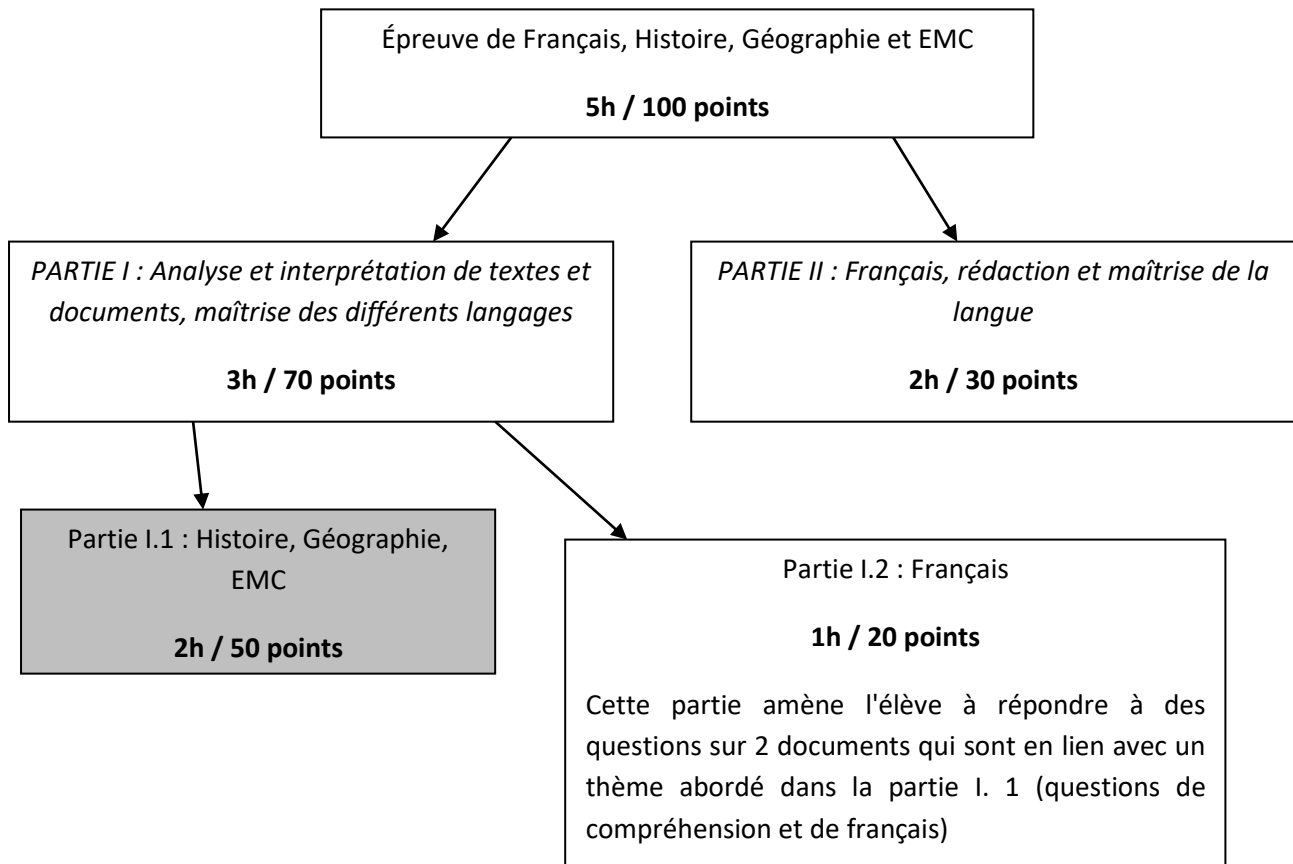 Épreuve de Français, Histoire, Géographie et EMC
5h / 100 points
PARTIE I : Analyse et interprétation de textes et
documents, maîtrise des différents langages
3h / 70 points
PARTIE II : Français, rédaction et maîtrise de la
langue
2h / 30 points
Partie I.1 : Histoire, Géographie,
EMC
2h / 50 points
Partie I.2 : Français
1h / 20 points
Cette partie amène l'élève à répondre à des
questions sur 2 documents qui sont en lien avec un
thème abordé dans la partie I. 1 (questions de
compréhension et de français)